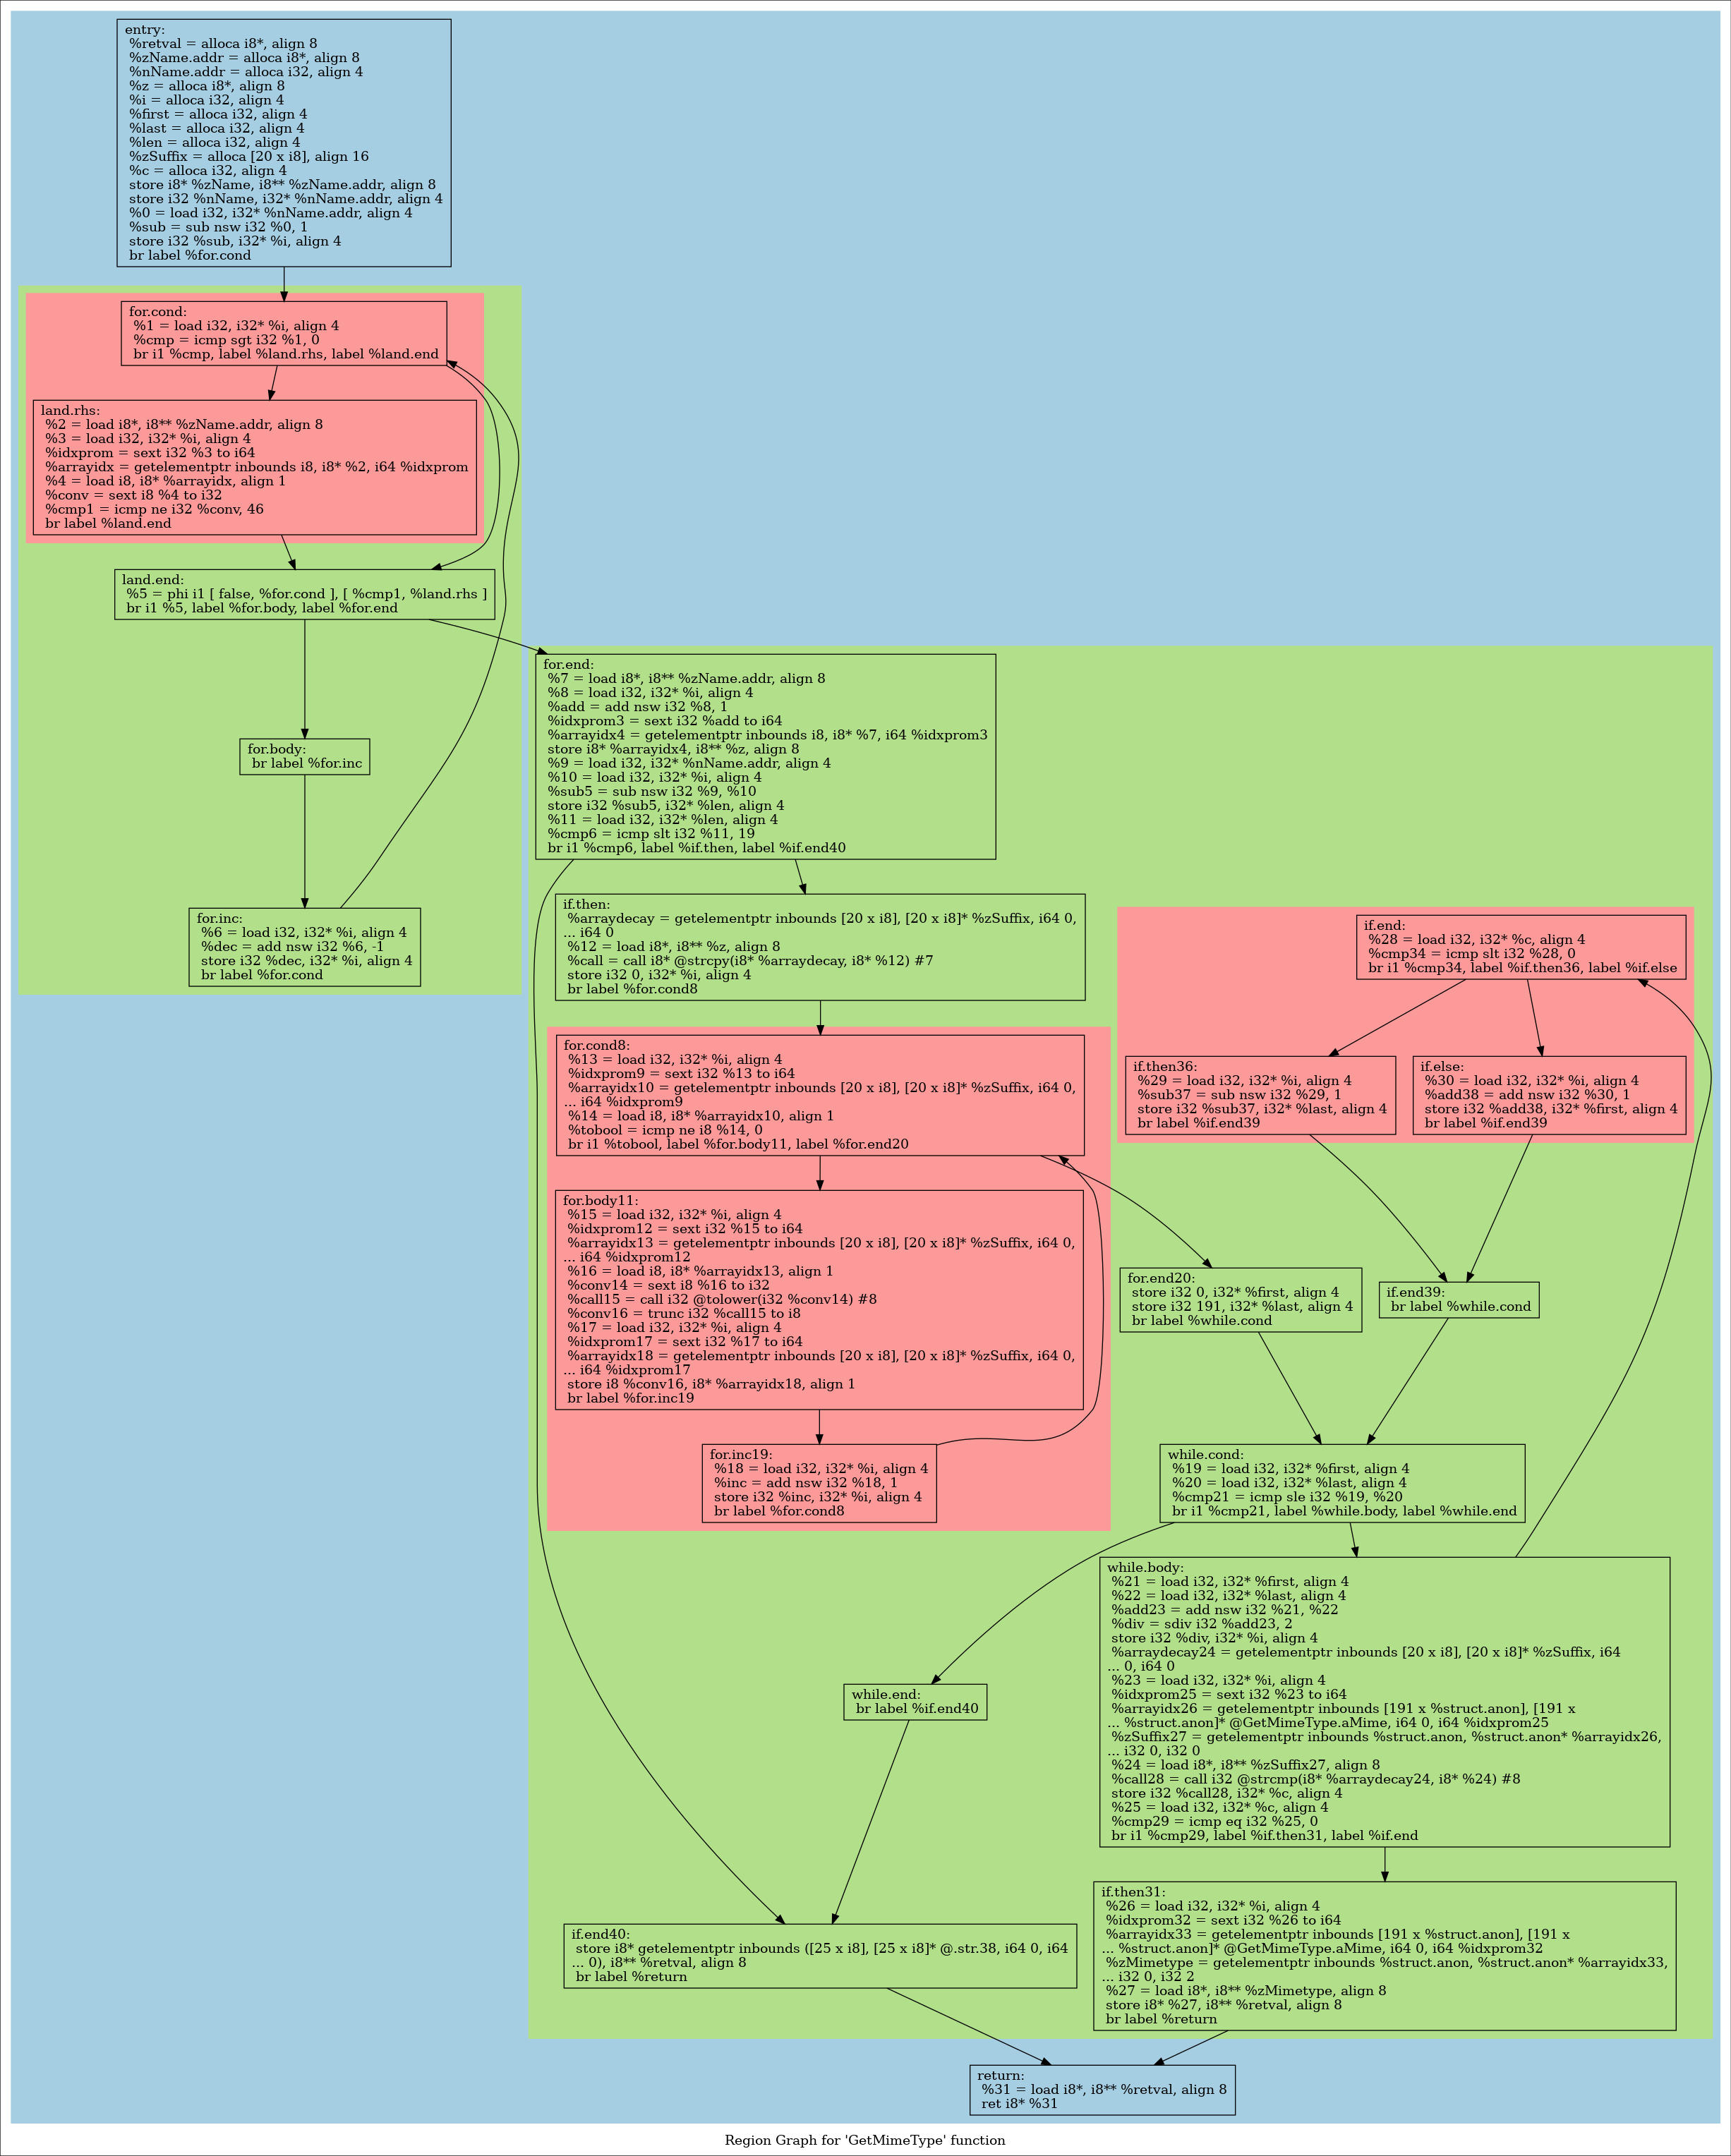 entry:
%retval = alloca i8*, align 8
%zName.addr = alloca i8*, align 8
%nName.addr = alloca i32, align 4
%z = alloca i8*, align 8
%i = alloca i32, align 4
%first = alloca i32, align 4
%last = alloca i32, align 4
%len = alloca i32, align 4
%zSuffix = alloca [20 x i8], align 16
%c = alloca i32, align 4
store i8* %zName, i8** %zName.addr, align 8
store i32 %nName, i32* %nName.addr, align 4
%0 = load i32, i32* %nName.addr, align 4
%sub = sub nsw i32 %0, 1
store i32 %sub, i32* %i, align 4
br label %for.cond
for.cond:
%1 = load i32, i32* %i, align 4
%cmp = icmp sgt i32 %1, 0
br i1 %cmp, label %land.rhs, label %land.end
land.rhs:
%2 = load i8*, i8** %zName.addr, align 8
%3 = load i32, i32* %i, align 4
%idxprom = sext i32 %3 to i64
%arrayidx = getelementptr inbounds i8, i8* %2, i64 %idxprom
%4 = load i8, i8* %arrayidx, align 1
%conv = sext i8 %4 to i32
%cmp1 = icmp ne i32 %conv, 46
br label %land.end
land.end:
%5 = phi i1 [ false, %for.cond ], [ %cmp1, %land.rhs ]
br i1 %5, label %for.body, label %for.end
for.body:
br label %for.inc
for.inc:
%6 = load i32, i32* %i, align 4
%dec = add nsw i32 %6, -1
store i32 %dec, i32* %i, align 4
br label %for.cond
for.end:
%7 = load i8*, i8** %zName.addr, align 8
%8 = load i32, i32* %i, align 4
%add = add nsw i32 %8, 1
%idxprom3 = sext i32 %add to i64
%arrayidx4 = getelementptr inbounds i8, i8* %7, i64 %idxprom3
store i8* %arrayidx4, i8** %z, align 8
%9 = load i32, i32* %nName.addr, align 4
%10 = load i32, i32* %i, align 4
%sub5 = sub nsw i32 %9, %10
store i32 %sub5, i32* %len, align 4
%11 = load i32, i32* %len, align 4
%cmp6 = icmp slt i32 %11, 19
br i1 %cmp6, label %if.then, label %if.end40
if.then:
%arraydecay = getelementptr inbounds [20 x i8], [20 x i8]* %zSuffix, i64 0,
... i64 0
%12 = load i8*, i8** %z, align 8
%call = call i8* @strcpy(i8* %arraydecay, i8* %12) #7
store i32 0, i32* %i, align 4
br label %for.cond8
for.cond8:
%13 = load i32, i32* %i, align 4
%idxprom9 = sext i32 %13 to i64
%arrayidx10 = getelementptr inbounds [20 x i8], [20 x i8]* %zSuffix, i64 0,
... i64 %idxprom9
%14 = load i8, i8* %arrayidx10, align 1
%tobool = icmp ne i8 %14, 0
br i1 %tobool, label %for.body11, label %for.end20
for.body11:
%15 = load i32, i32* %i, align 4
%idxprom12 = sext i32 %15 to i64
%arrayidx13 = getelementptr inbounds [20 x i8], [20 x i8]* %zSuffix, i64 0,
... i64 %idxprom12
%16 = load i8, i8* %arrayidx13, align 1
%conv14 = sext i8 %16 to i32
%call15 = call i32 @tolower(i32 %conv14) #8
%conv16 = trunc i32 %call15 to i8
%17 = load i32, i32* %i, align 4
%idxprom17 = sext i32 %17 to i64
%arrayidx18 = getelementptr inbounds [20 x i8], [20 x i8]* %zSuffix, i64 0,
... i64 %idxprom17
store i8 %conv16, i8* %arrayidx18, align 1
br label %for.inc19
for.inc19:
%18 = load i32, i32* %i, align 4
%inc = add nsw i32 %18, 1
store i32 %inc, i32* %i, align 4
br label %for.cond8
if.end:
%28 = load i32, i32* %c, align 4
%cmp34 = icmp slt i32 %28, 0
br i1 %cmp34, label %if.then36, label %if.else
if.then36:
%29 = load i32, i32* %i, align 4
%sub37 = sub nsw i32 %29, 1
store i32 %sub37, i32* %last, align 4
br label %if.end39
if.else:
%30 = load i32, i32* %i, align 4
%add38 = add nsw i32 %30, 1
store i32 %add38, i32* %first, align 4
br label %if.end39
for.end20:
store i32 0, i32* %first, align 4
store i32 191, i32* %last, align 4
br label %while.cond
if.end39:
br label %while.cond
while.cond:
%19 = load i32, i32* %first, align 4
%20 = load i32, i32* %last, align 4
%cmp21 = icmp sle i32 %19, %20
br i1 %cmp21, label %while.body, label %while.end
while.body:
%21 = load i32, i32* %first, align 4
%22 = load i32, i32* %last, align 4
%add23 = add nsw i32 %21, %22
%div = sdiv i32 %add23, 2
store i32 %div, i32* %i, align 4
%arraydecay24 = getelementptr inbounds [20 x i8], [20 x i8]* %zSuffix, i64
... 0, i64 0
%23 = load i32, i32* %i, align 4
%idxprom25 = sext i32 %23 to i64
%arrayidx26 = getelementptr inbounds [191 x %struct.anon], [191 x
... %struct.anon]* @GetMimeType.aMime, i64 0, i64 %idxprom25
%zSuffix27 = getelementptr inbounds %struct.anon, %struct.anon* %arrayidx26,
... i32 0, i32 0
%24 = load i8*, i8** %zSuffix27, align 8
%call28 = call i32 @strcmp(i8* %arraydecay24, i8* %24) #8
store i32 %call28, i32* %c, align 4
%25 = load i32, i32* %c, align 4
%cmp29 = icmp eq i32 %25, 0
br i1 %cmp29, label %if.then31, label %if.end
while.end:
br label %if.end40
if.then31:
%26 = load i32, i32* %i, align 4
%idxprom32 = sext i32 %26 to i64
%arrayidx33 = getelementptr inbounds [191 x %struct.anon], [191 x
... %struct.anon]* @GetMimeType.aMime, i64 0, i64 %idxprom32
%zMimetype = getelementptr inbounds %struct.anon, %struct.anon* %arrayidx33,
... i32 0, i32 2
%27 = load i8*, i8** %zMimetype, align 8
store i8* %27, i8** %retval, align 8
br label %return
if.end40:
store i8* getelementptr inbounds ([25 x i8], [25 x i8]* @.str.38, i64 0, i64
... 0), i8** %retval, align 8
br label %return
return:
%31 = load i8*, i8** %retval, align 8
ret i8* %31
Region Graph for 'GetMimeType' function